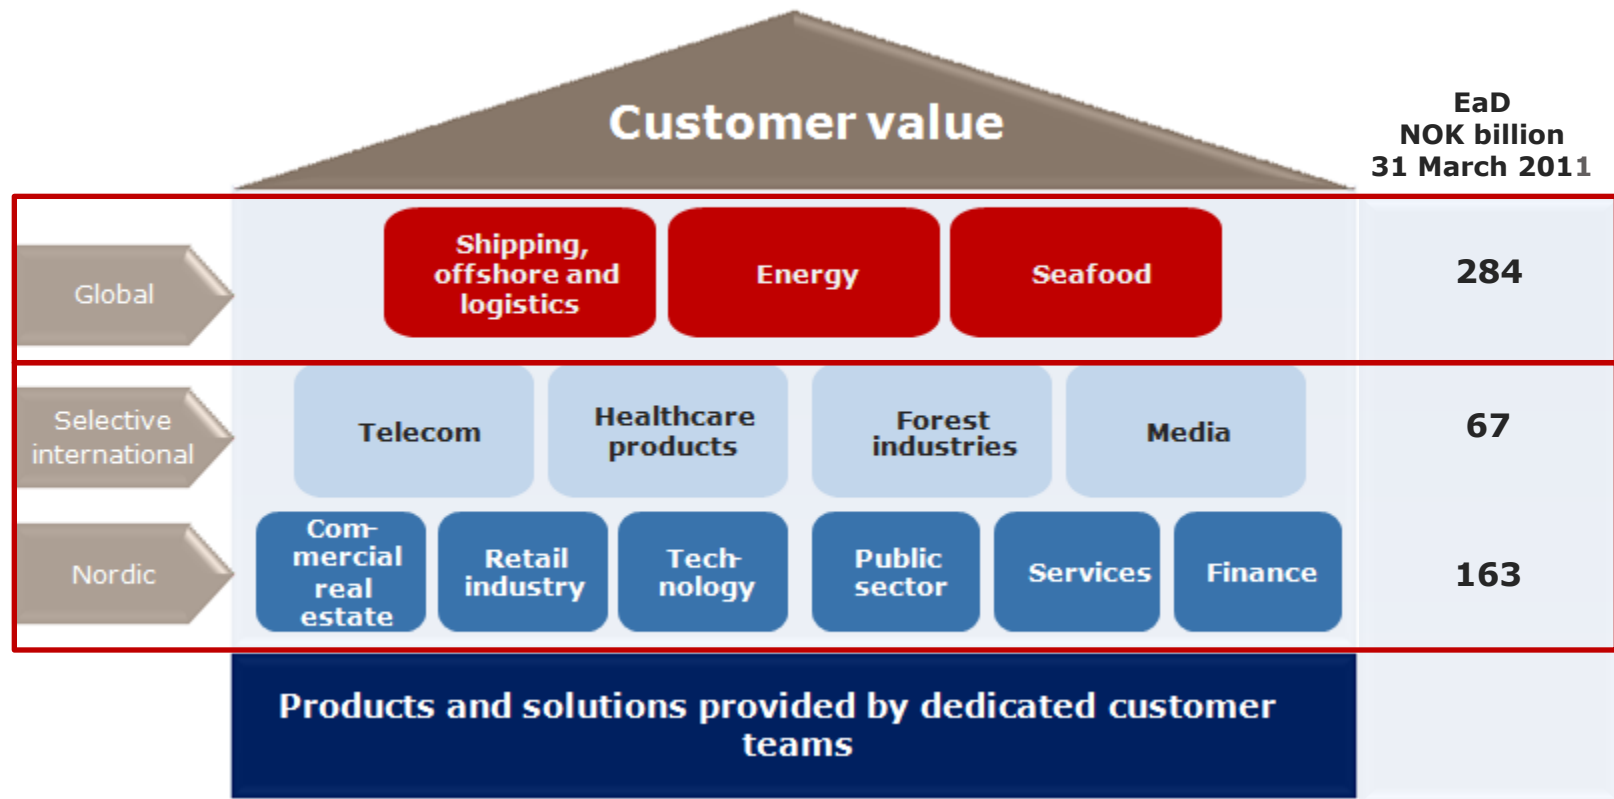 Customer value
EaD
NOK billion
31 March 2011
Global
Shipping,
offshore and
logistics
Energy
Seafood
284
Selective
international
Telecom
Healthcare
products
Forest
industries
Media
67
Nordic
Com-
mercial
real
estate
Retail
industry
Tech-
nology
Public
sector
Services
Finance
163
Products and solutions provided by dedicated customer
teams